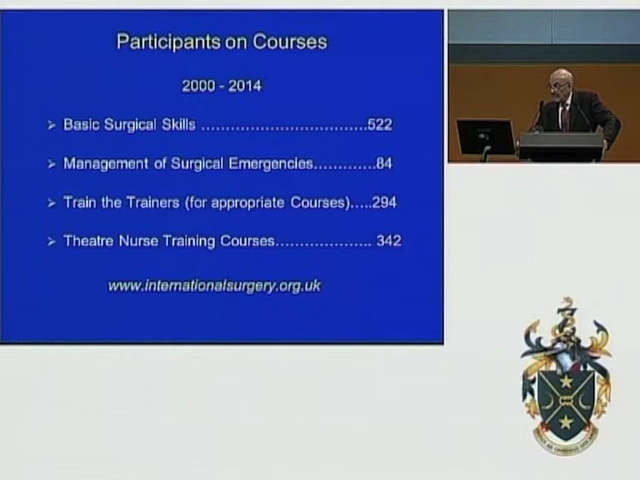 Participants on Courses
2000 - 2014
➢ Basic Surgical Skills ……………………………….522
➢ Management of Surgical Emergencies………….84
➢ Train the Trainers (for appropriate Courses)…..294
➢ Theatre Nurse Training Courses……………….. 342
www.internationalsurgery.org.uk